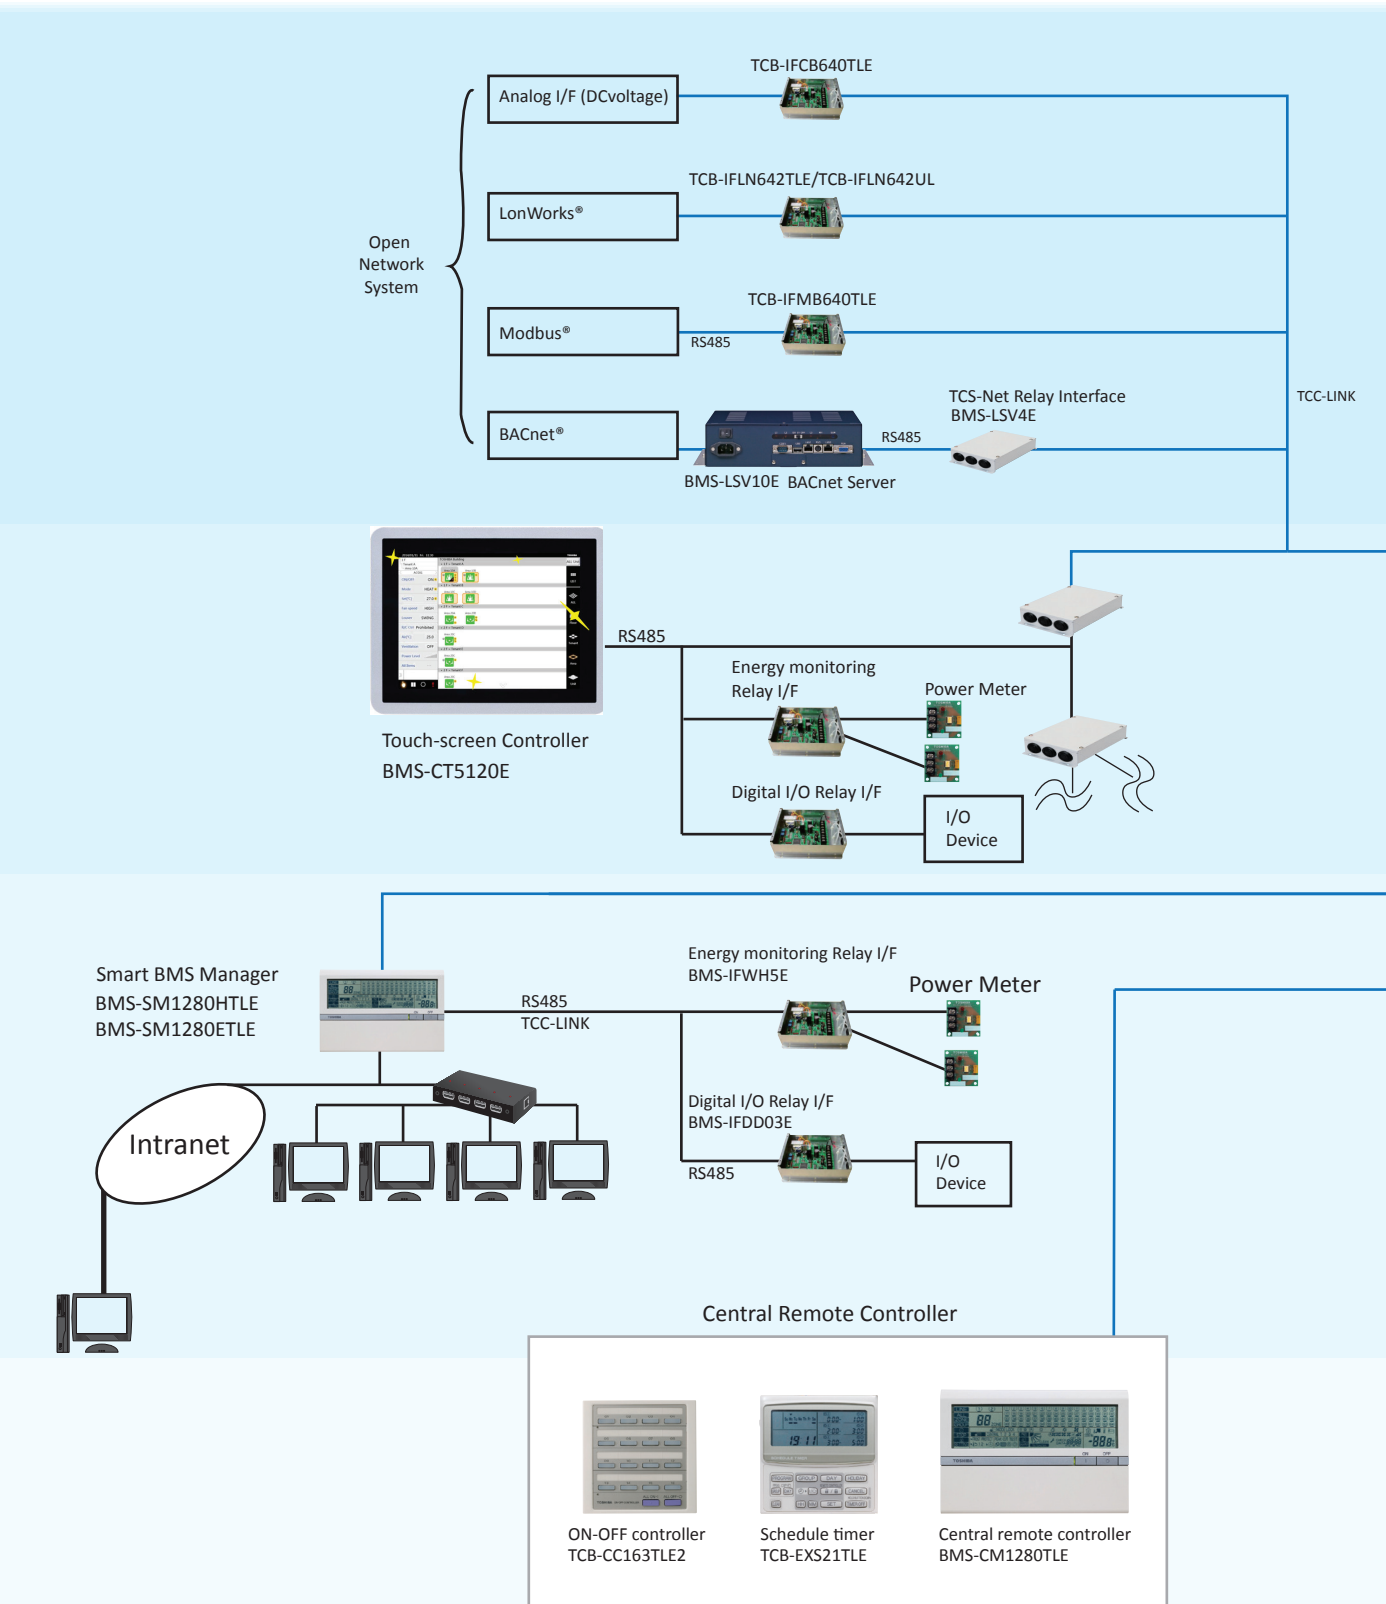 TCB-IFCB640TLE
Analog I/F (DCvoltage)
TCB-IFLN642TLE/TCB-IFLN642UL
LonWorks®
Open
Network
System
TCB-IFMB640TLE
Modbus®
RS485
TCS-Net Relay Interface
BMS-LSV4E
TCC-LINK
BACnet®
RS485
BMS-LSV10E BACnet Server
RS485
Energy monitoring
Relay I/F
Power Meter
Touch-screen Controller
BMS-CT5120E
Digital I/O Relay I/F
I/O
Device
Energy monitoring Relay I/F
BMS-IFWH5E
Smart BMS Manager
BMS-SM1280HTLE
BMS-SM1280ETLE
Power Meter
RS485
TCC-LINK
Digital I/O Relay I/F
BMS-IFDD03E
Intranet
RS485
I/O
Device
Central Remote Controller
ON-OFF controller
TCB-CC163TLE2
Schedule timer
TCB-EXS21TLE
Central remote controller
BMS-CM1280TLE